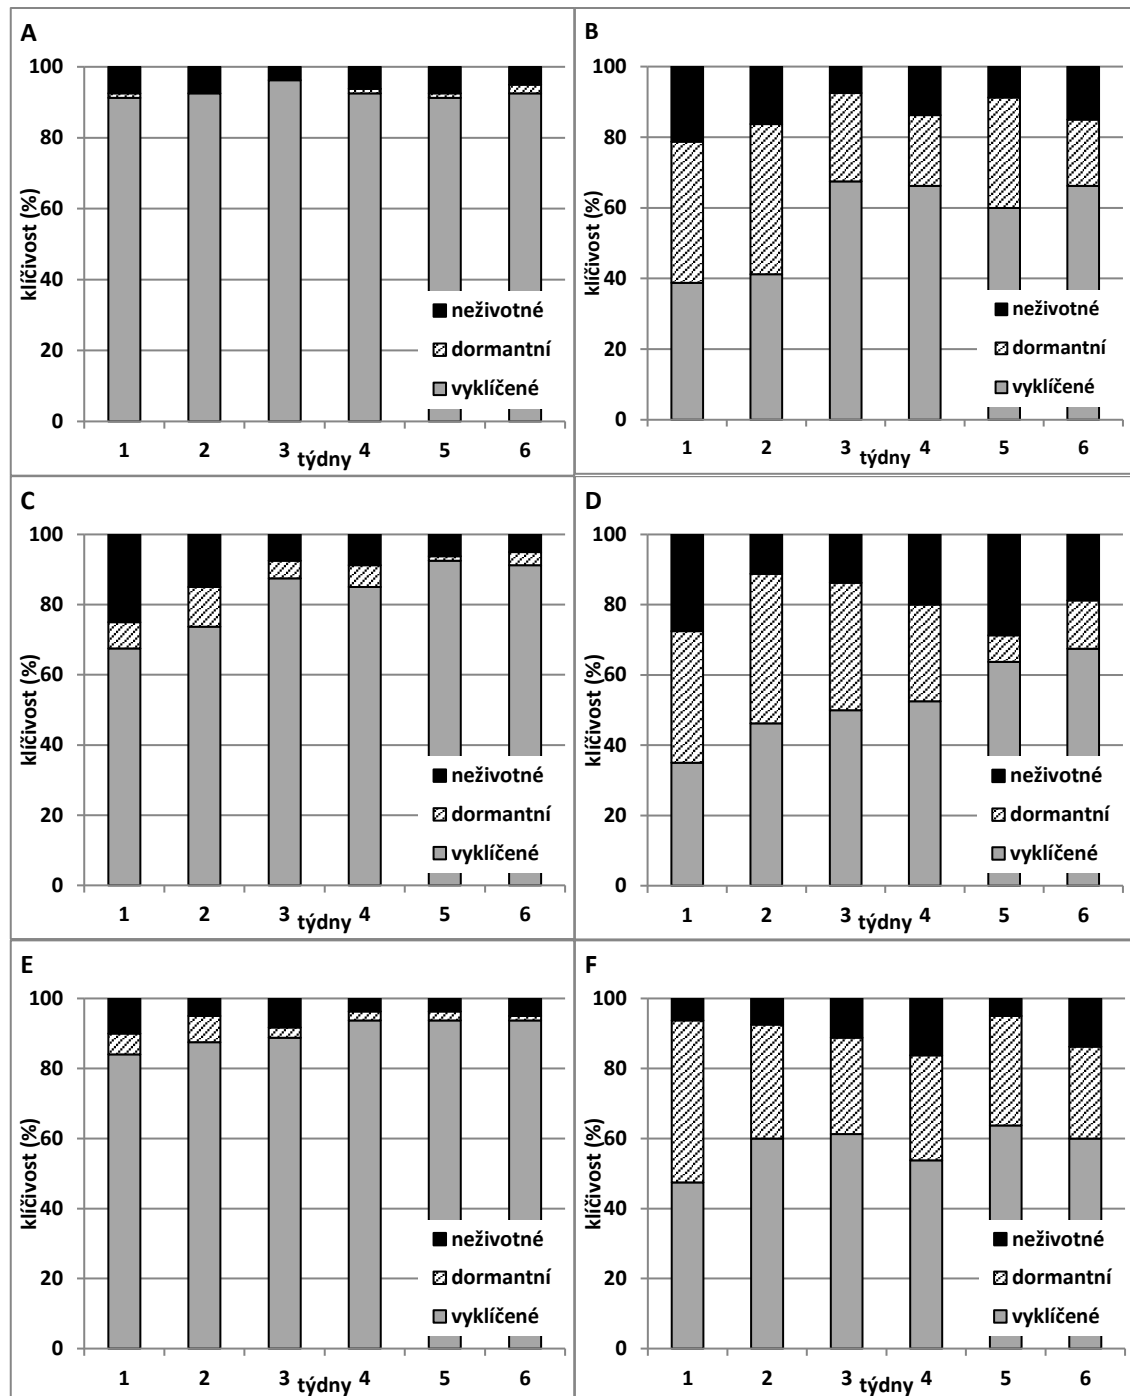 A
klíčivost (%)
100
80
60
40
20
0
neživotné
dormantní
vyklíčené
1 2 3 4 5 6
týdny
B
klíčivost (%)
100
80
60
40
20
0
neživotné
dormantní
vyklíčené
1 2 3 4 5 6
týdny
C
klíčivost (%)
100
80
60
40
20
0
neživotné
dormantní
vyklíčené
1 2 3 4 5 6
týdny
D
klíčivost (%)
100
80
60
40
20
0
neživotné
dormantní
vyklíčené
1 2 3 4 5 6
týdny
E
klíčivost (%)
100
80
60
40
20
0
neživotné
dormantní
vyklíčené
1 2 3 4 5 6
týdny
F
klíčivost (%)
100
80
60
40
20
0
neživotné
dormantní
vyklíčené
1 2 3 4 5 6
týdny